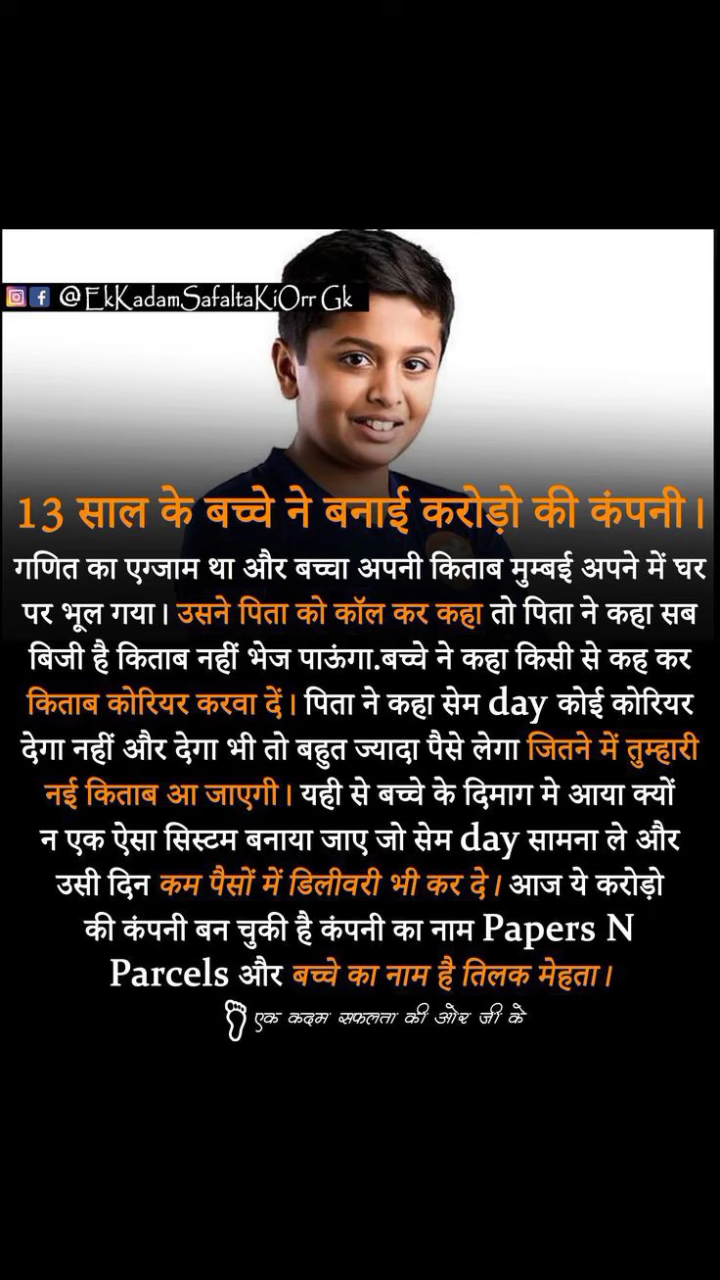 @EkKadamSafaltaKiOrr Gk
13 साल के बच्चे ने बनाई करोड़ो की कंपनी।
गणित का एग्जाम था और बच्चा अपनी किताब मुम्बई अपने में घर
पर भूल गया। उसने पिता को कॉल कर कहा तो पिता ने कहा सब
बिजी है किताब नहीं भेज पाऊंगा.बच्चे ने कहा किसी से कह कर
किताब कोरियर करवा दें। पिता ने कहा सेम day कोई कोरियर
देगा नहीं और देगा भी तो बहुत ज्यादा पैसे लेगा जितने में तुम्हारी
नई किताब आ जाएगी। यही से बच्चे के दिमाग मे आया क्यों
न एक ऐसा सिस्टम बनाया जाए जो सेम day सामना ले और
उसी दिन कम पैसों में डिलीवरी भी कर दे। आज ये करोड़ो
की कंपनी बन चुकी है कंपनी का नाम Papers N
Parcels और बच्चे का नाम है तिलक मेहता।
एक कदम सफलता की ओर जी के